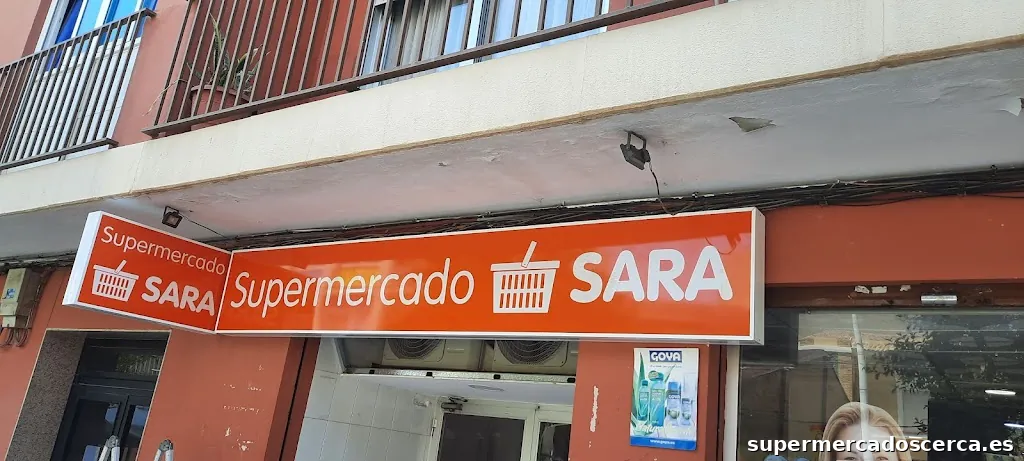 Supermercado
SARA
Supermercado SARA
GOYA
supermercadoscerca.es